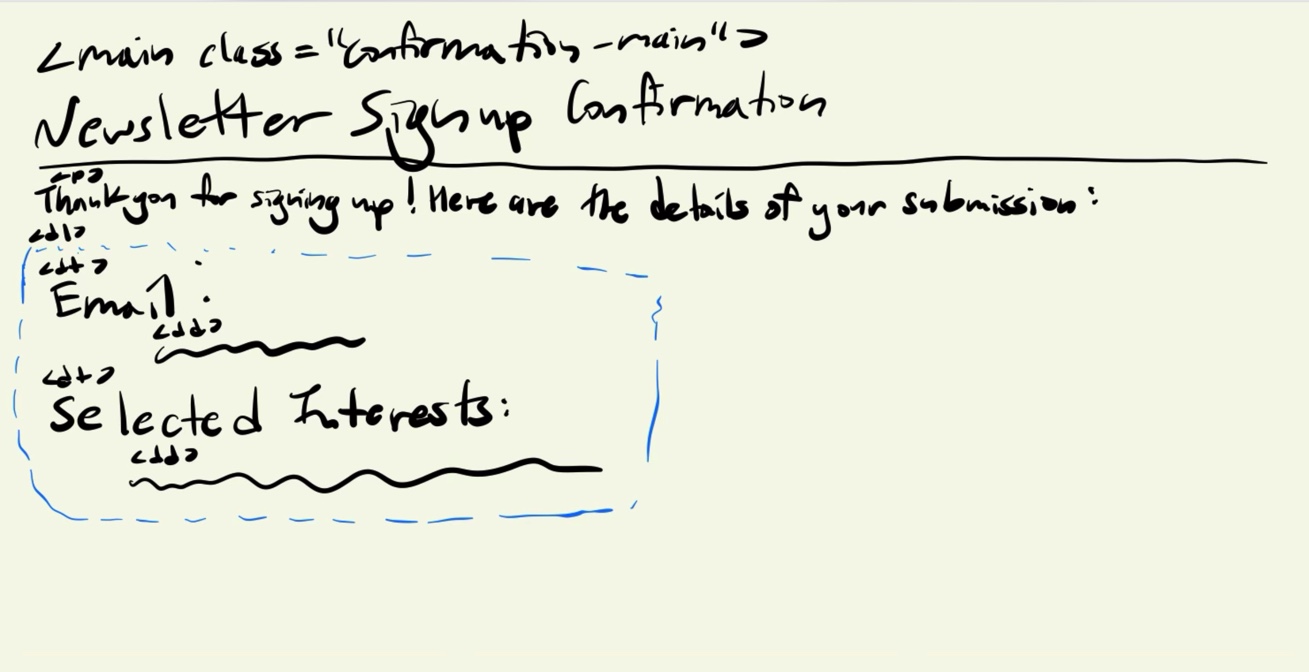 <main class="confirmation-main">
Newsletter Signup Confirmation
<p>
Thank you for signing up! Here are the details of your submission:
<dl>
<dt>
Email:
<dd>
<dt>
Selected Interests:
<dd>